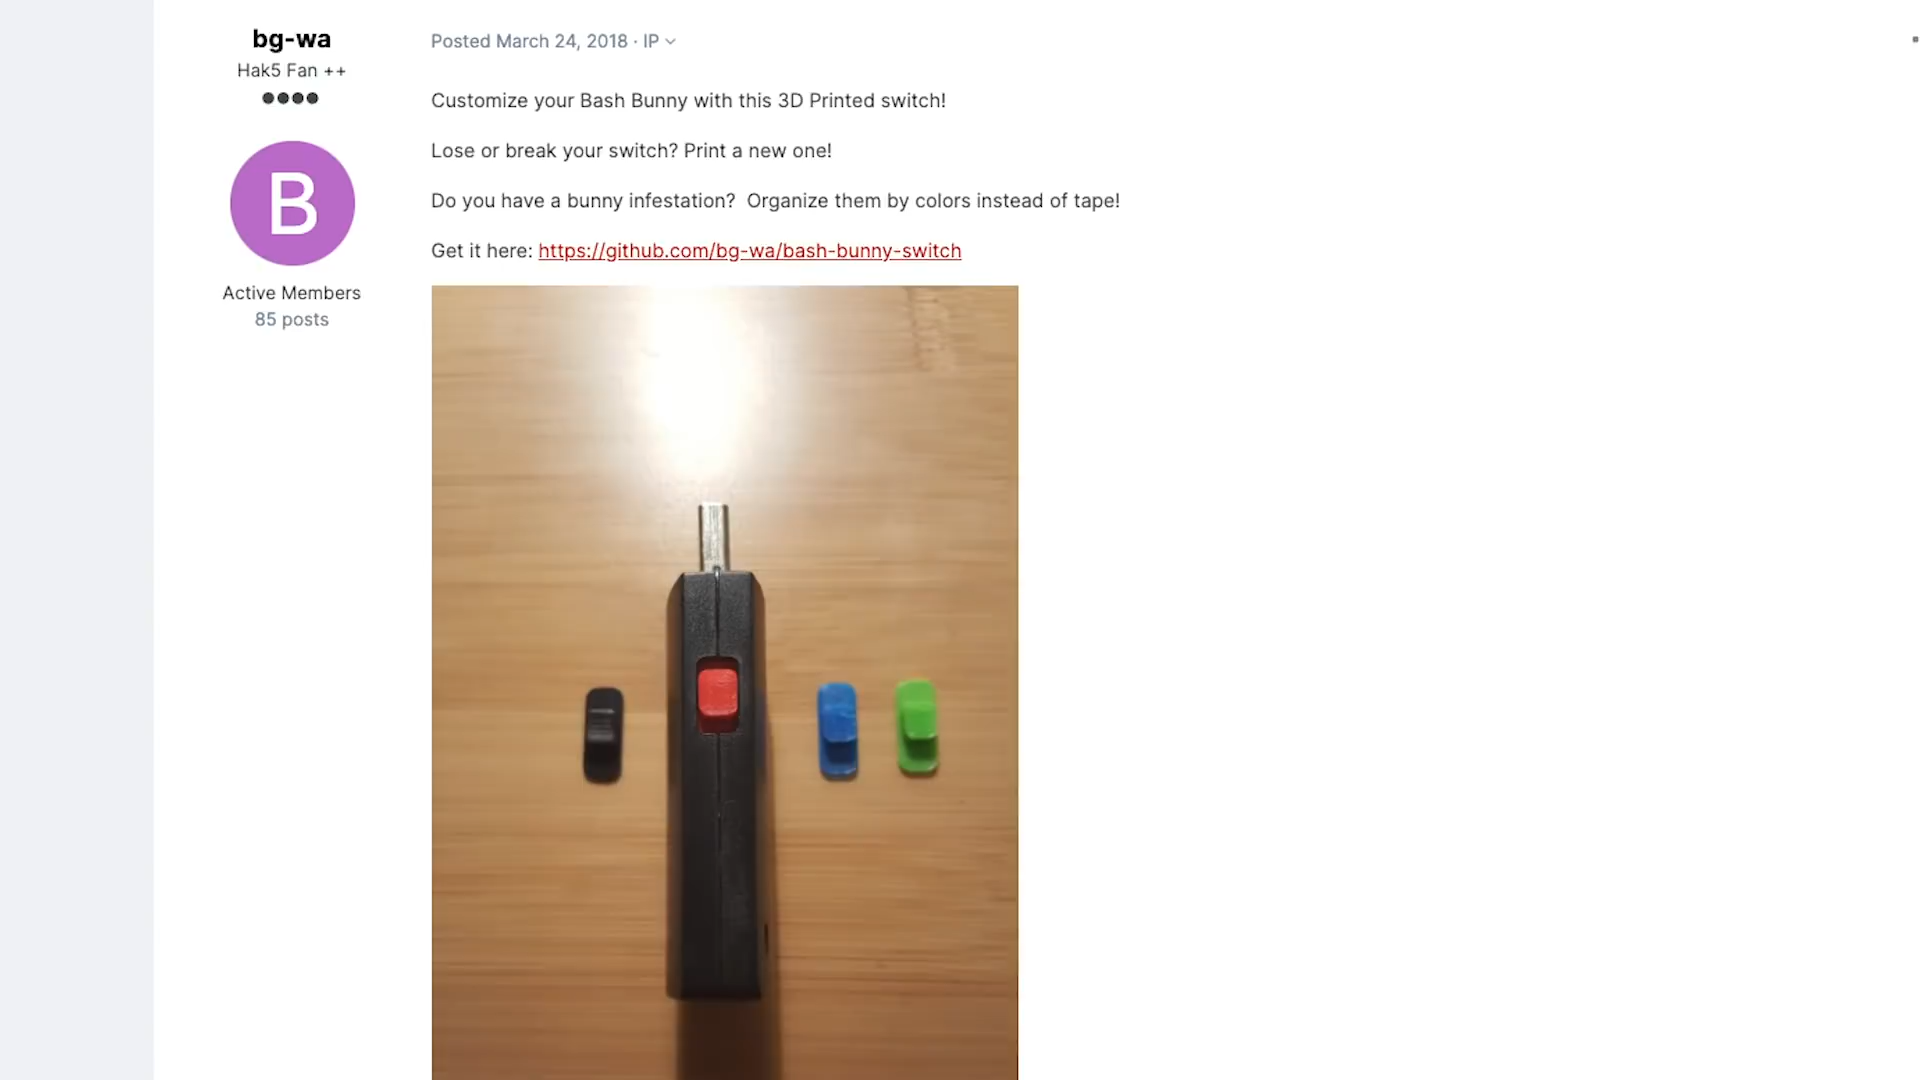 bg-wa
Hak5 Fan ++
B
Active Members
85 posts
Posted March 24, 2018 · IP
Customize your Bash Bunny with this 3D Printed switch!
Lose or break your switch? Print a new one!
Do you have a bunny infestation?  Organize them by colors instead of tape!
Get it here: https://github.com/bg-wa/bash-bunny-switch